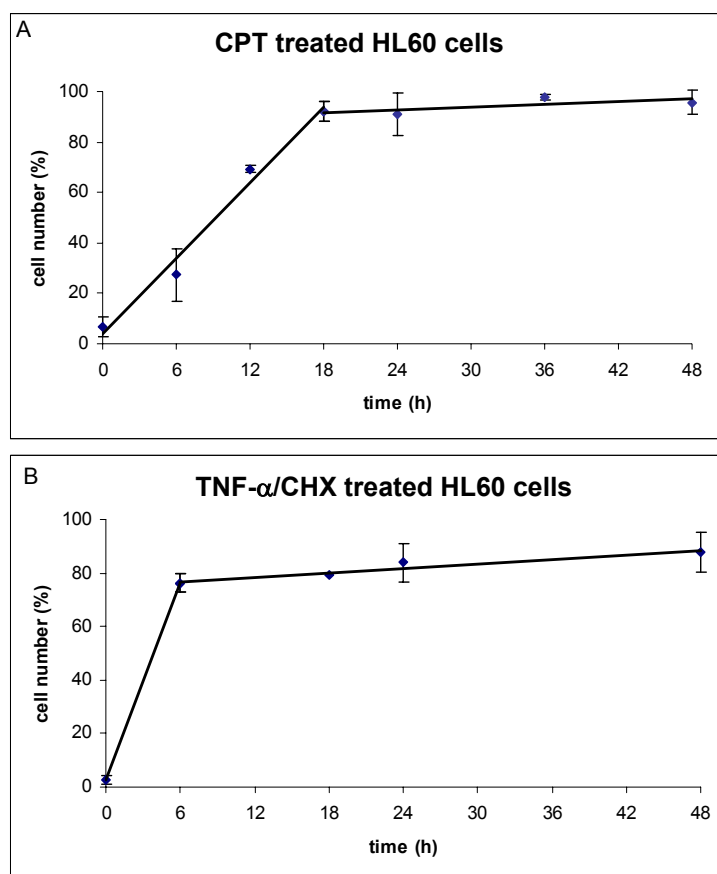 A
CPT treated HL60 cells
100
80
60
40
20
0
cell number (%)
0 6 12 18 24 30 36 42 48
time (h)
B
TNF-α/CHX treated HL60 cells
100
80
60
40
20
0
cell number (%)
0 6 12 18 24 30 36 42 48
time (h)